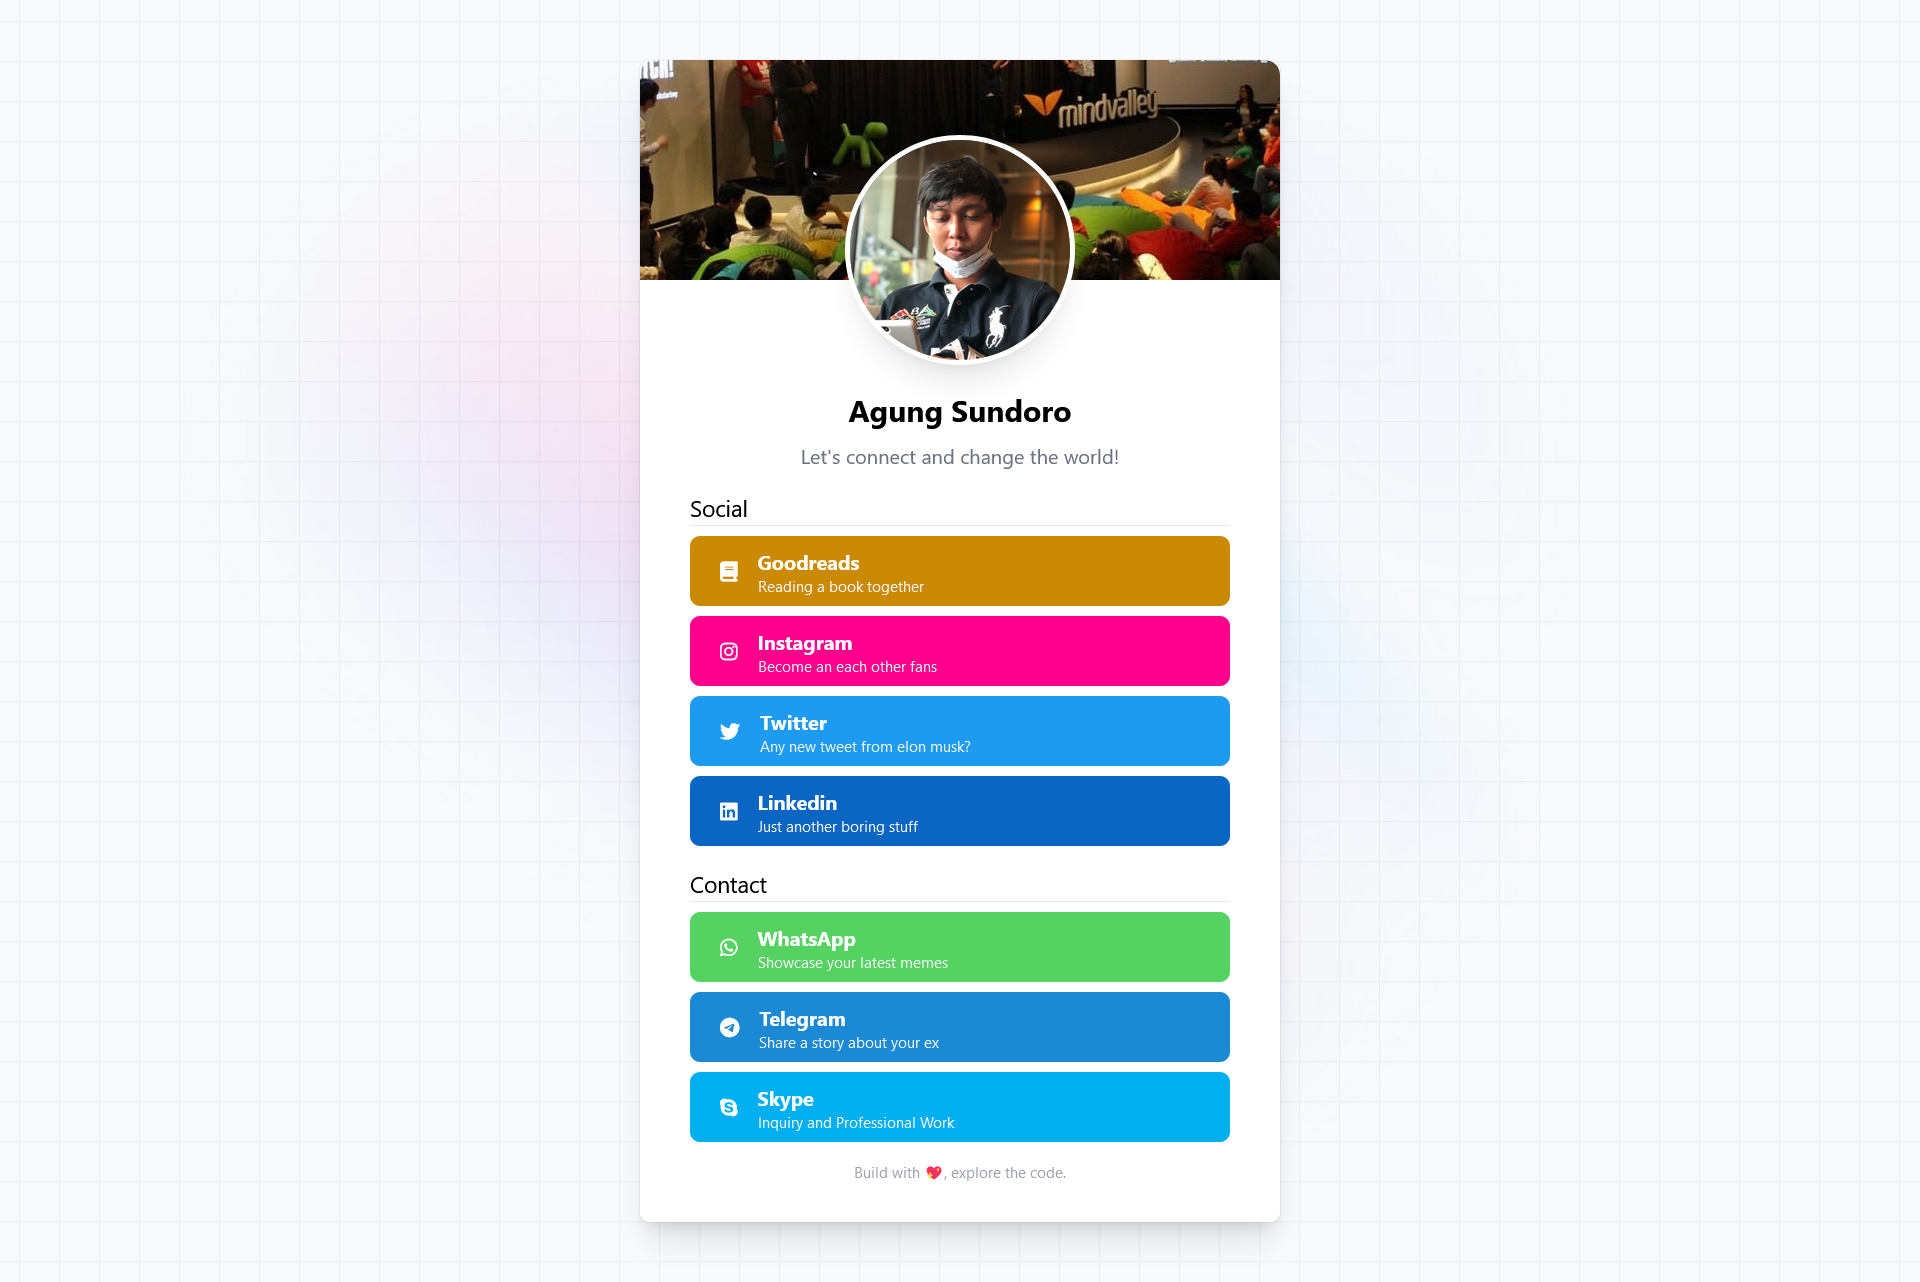 mindvalley
Agung Sundoro
Let's connect and change the world!
Social
Goodreads
Reading a book together
Instagram
Become an each other fans
Twitter
Any new tweet from elon musk?
Linkedin
Just another boring stuff
Contact
WhatsApp
Showcase your latest memes
Telegram
Share a story about your ex
Skype
Inquiry and Professional Work
Build with 💖, explore the code.